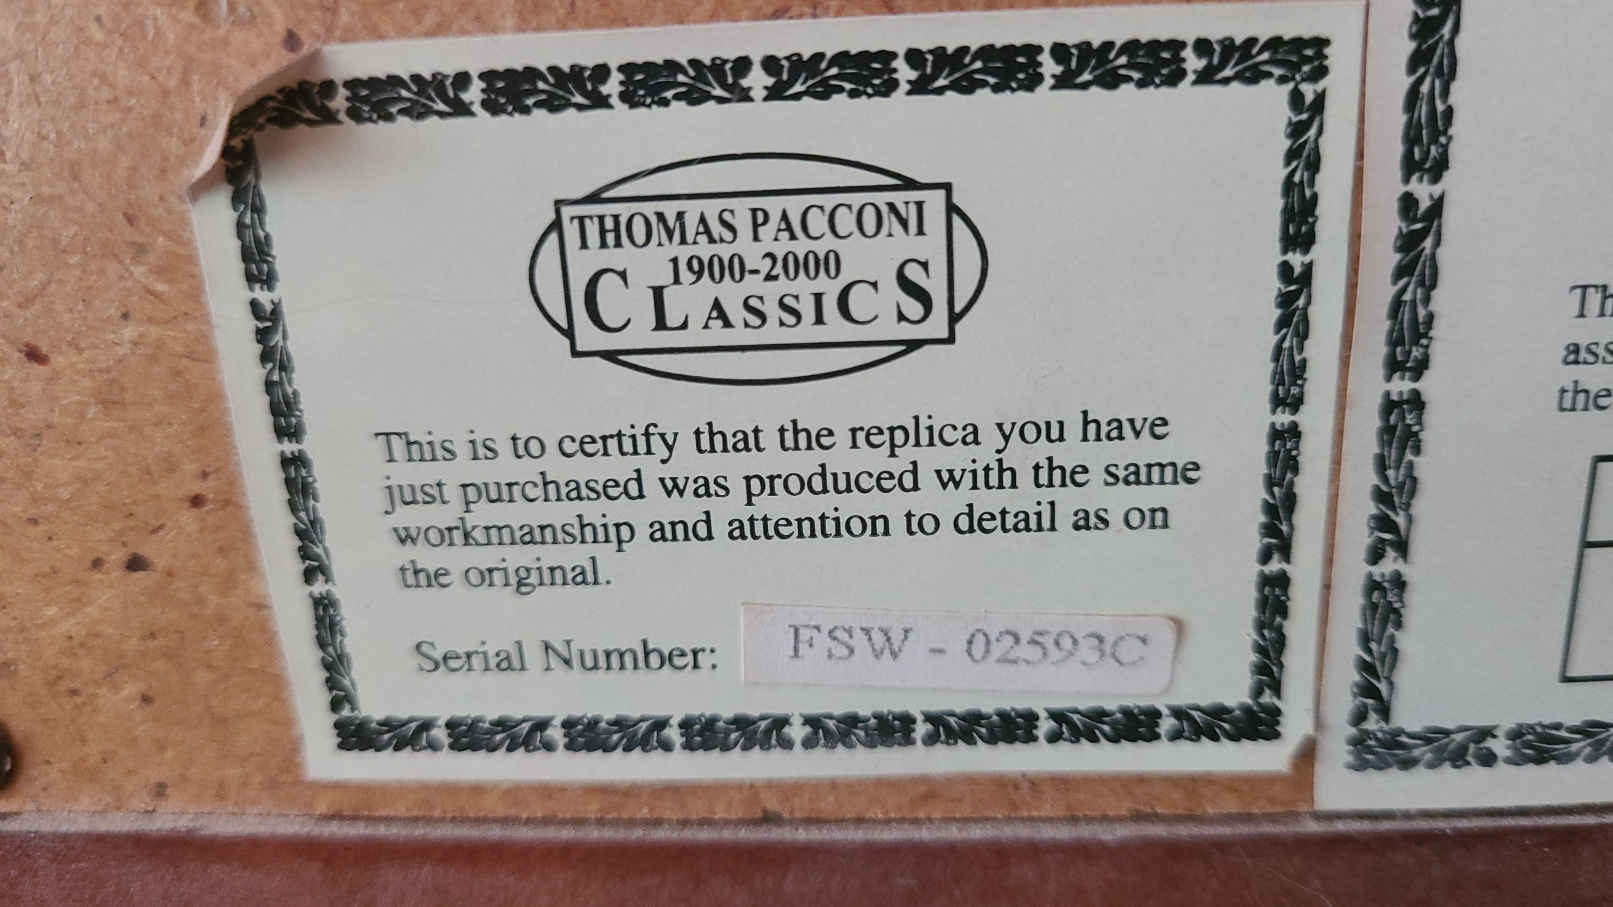 THOMAS PACCONI
1900-2000
CLASSICS
This is to certify that the replica you have
just purchased was produced with the same
workmanship and attention to detail as on
the original.
Serial Number: FSW - 02593C
the